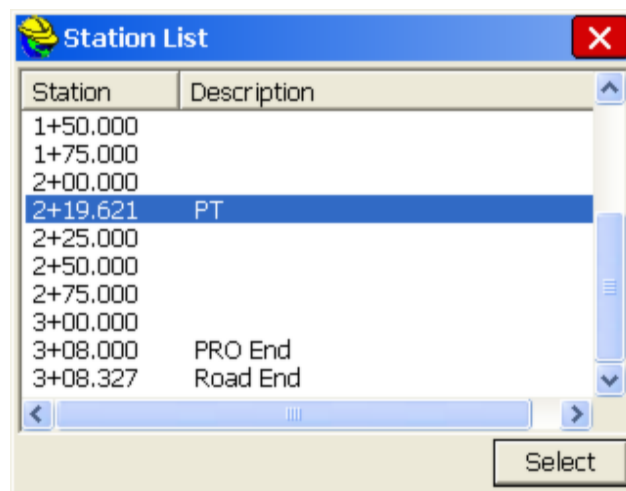 Station List
Station Description
1+50.000
1+75.000
2+00.000
2+19.621 PT
2+25.000
2+50.000
2+75.000
3+00.000
3+08.000 PRO End
3+08.327 Road End
Select